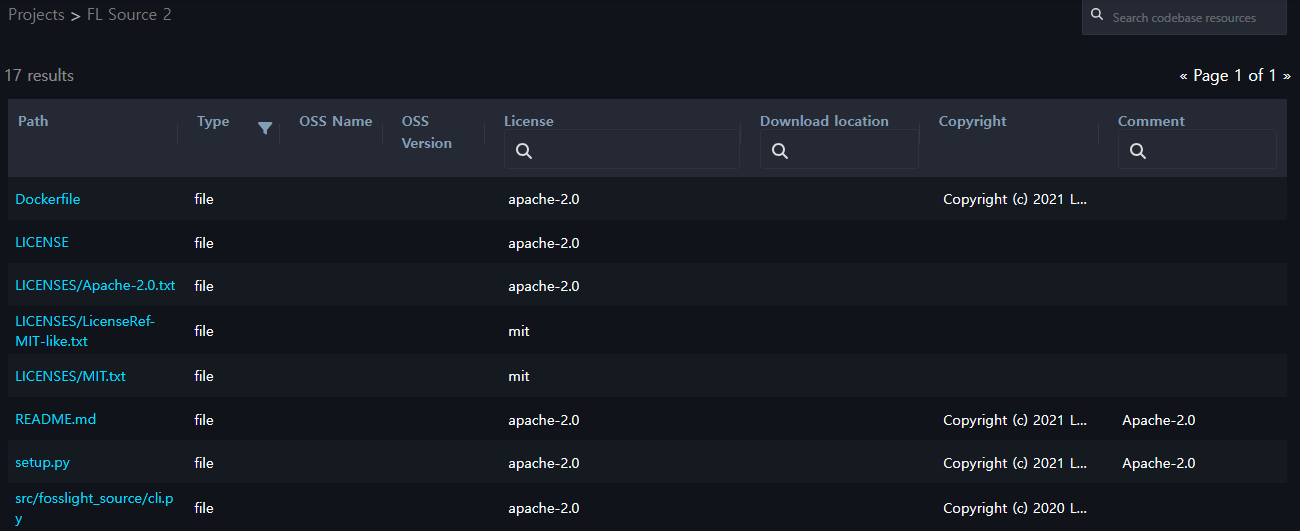 Projects > FL Source 2
Search codebase resources
17 results
« Page 1 of 1 »
Path Type OSS Name OSS Version License Download location Copyright Comment
Dockerfile file apache-2.0 Copyright (c) 2021 L...
LICENSE file apache-2.0
LICENSES/Apache-2.0.txt file apache-2.0
LICENSES/LicenseRef-
MIT-like.txt file mit
LICENSES/MIT.txt file mit
README.md file apache-2.0 Copyright (c) 2021 L... Apache-2.0
setup.py file apache-2.0 Copyright (c) 2021 L... Apache-2.0
src/fosslight_source/cli.p
y file apache-2.0 Copyright (c) 2020 L...